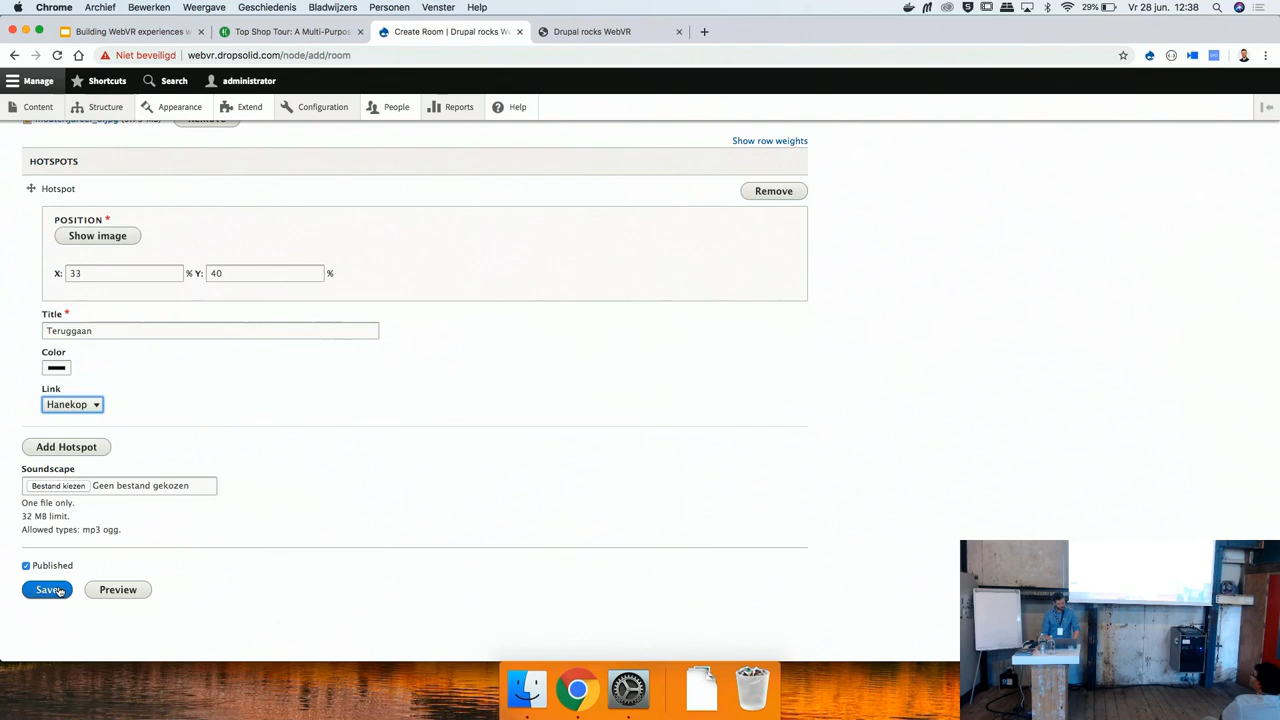 Chrome Archief Bewerken Weergave Geschiedenis Bladwijzers Personen Venster Help 29% Vr 28 jun. 12:38
Building WebVR experiences w Top Shop Tour: A Multi-Purpos Create Room | Drupal rocks We Drupal rocks WebVR
Niet beveiligd webvr.dropsolid.com/node/add/room
Manage Shortcuts Search administrator
Content Structure Appearance Extend Configuration People Reports Help
Show row weights
HOTSPOTS
Hotspot Remove
POSITION *
Show image
X: 33 % Y: 40 %
Title *
Teruggaan
Color
Link
Hanekop
Add Hotspot
Soundscape
Bestand kiezen Geen bestand gekozen
One file only.
32 MB limit.
Allowed types: mp3 ogg.
Published
Save Preview